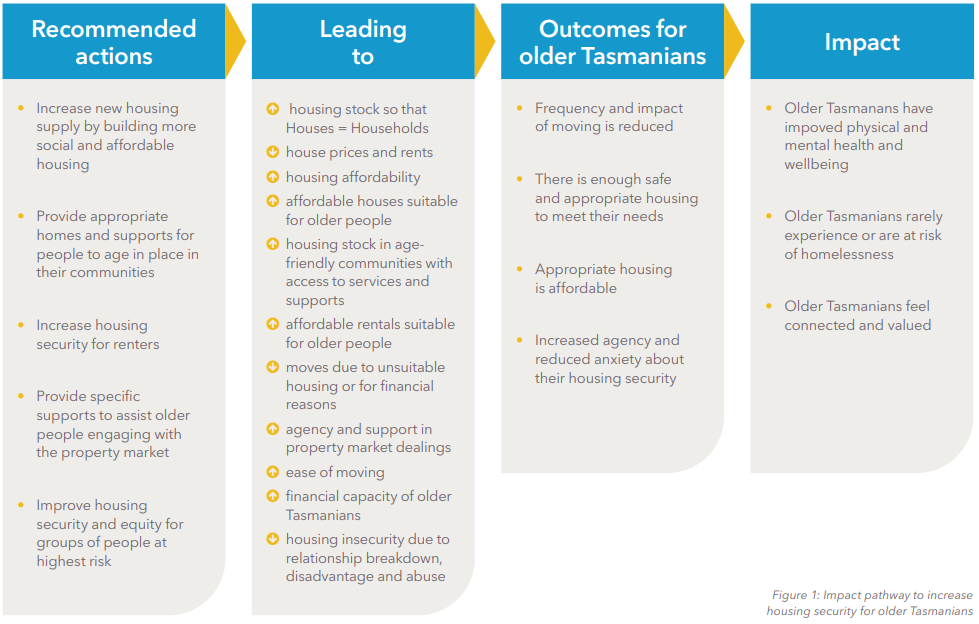 Recommended
actions
Increase new housing
supply by building more
social and affordable
housing
Provide appropriate
homes and supports for
people to age in place in
their communities
Increase housing
security for renters
Provide specific
supports to assist older
people engaging with
the property market
Improve housing
security and equity for
groups of people at
highest risk
Leading
to
housing stock so that
Houses = Households
house prices and rents
housing affordability
affordable houses suitable
for older people
housing stock in age-
friendly communities with
access to services and
supports
affordable rentals suitable
for older people
moves due to unsuitable
housing or for financial
reasons
agency and support in
property market dealings
ease of moving
financial capacity of older
Tasmanians
housing insecurity due to
relationship breakdown,
disadvantage and abuse
Outcomes for
older Tasmanians
Frequency and impact
of moving is reduced
There is enough safe
and appropriate housing
to meet their needs
Appropriate housing
is affordable
Increased agency and
reduced anxiety about
their housing security
Impact
Older Tasmanans have
impoved physical and
mental health and
wellbeing
Older Tasmanians rarely
experience or are at risk
of homelessness
Older Tasmanians feel
connected and valued
Figure 1: Impact pathway to increase
housing security for older Tasmanians